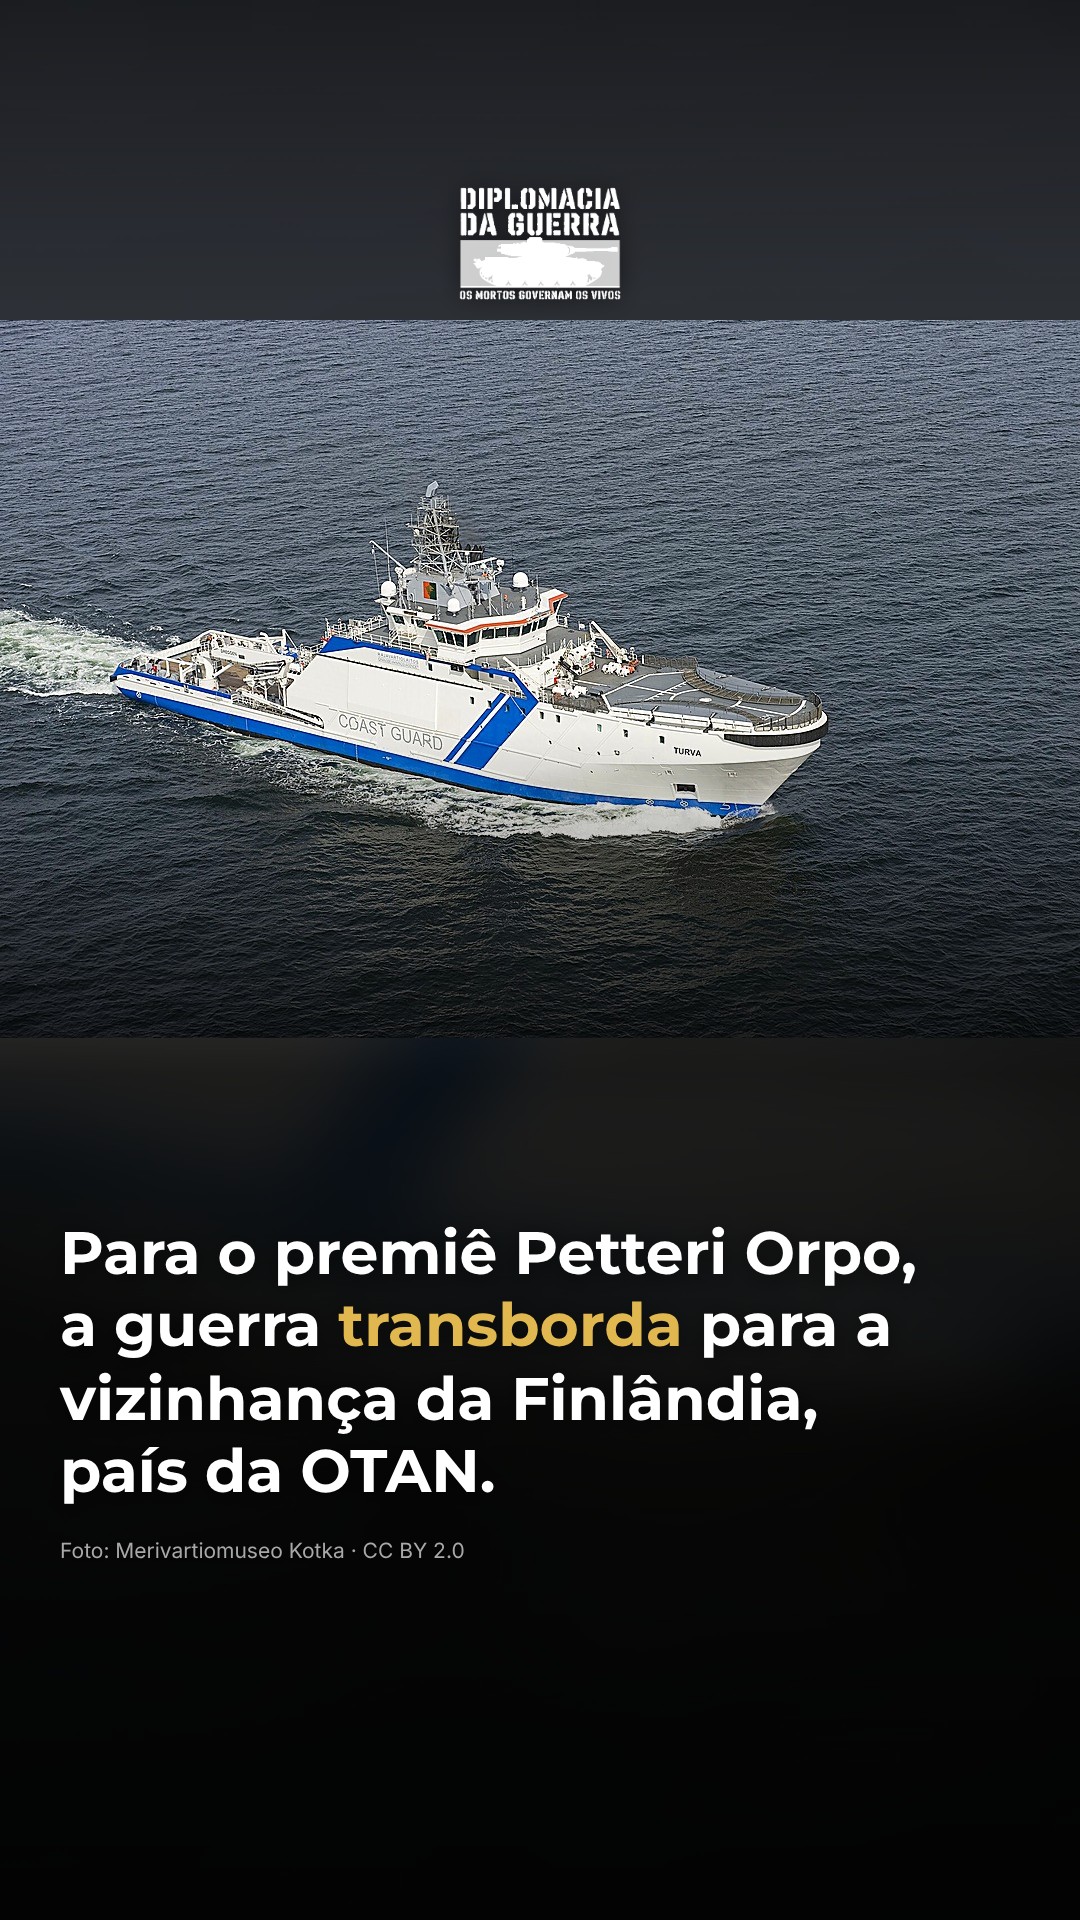 DIPLOMACIA
DA GUERRA
OS MORTOS GOVERNAM OS VIVOS
COAST GUARD
TURVA
Para o premiê Petteri Orpo,
a guerra transborda para a
vizinhança da Finlândia,
país da OTAN.
Foto: Merivartiomuseo Kotka · CC BY 2.0